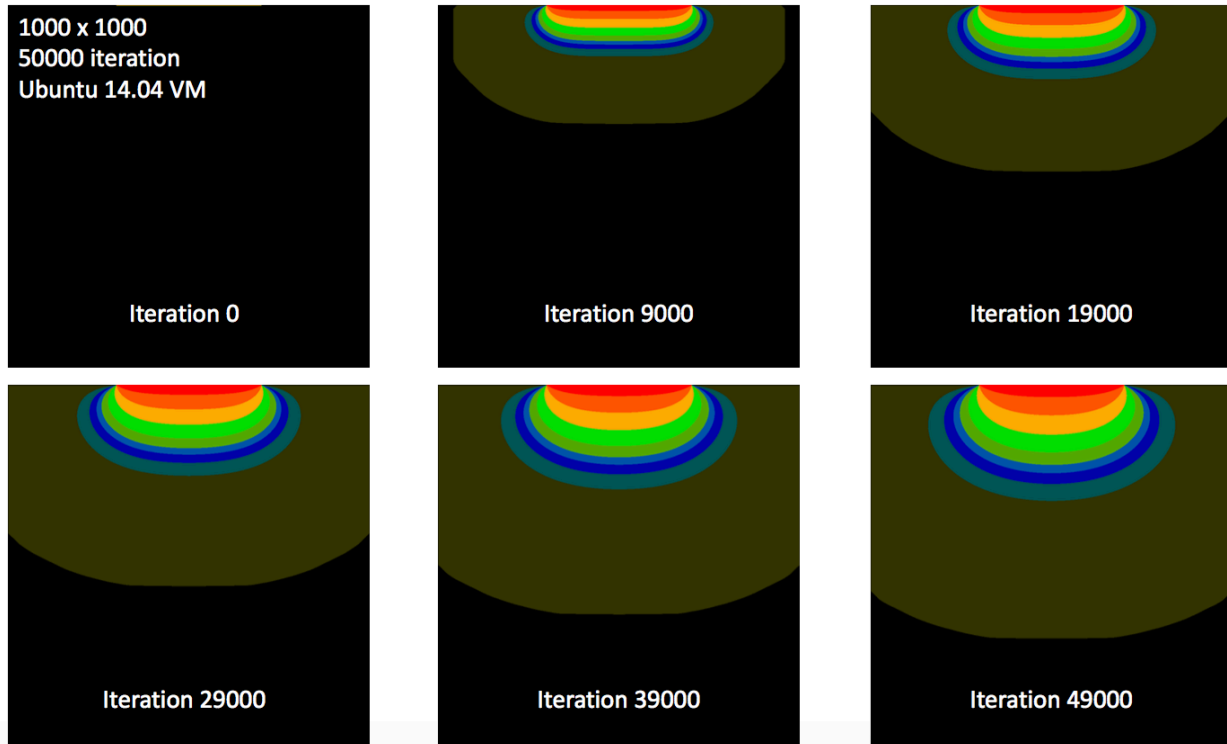 1000 x 1000
50000 iteration
Ubuntu 14.04 VM
Iteration 0
Iteration 9000
Iteration 19000
Iteration 29000
Iteration 39000
Iteration 49000